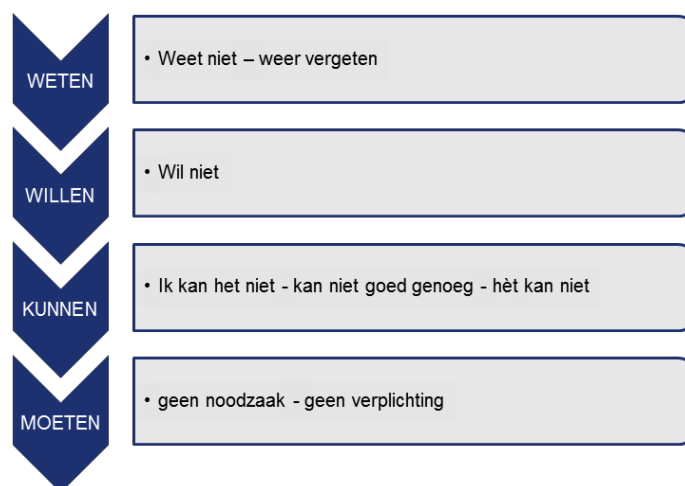 WETEN
• Weet niet – weer vergeten
WILLEN
• Wil niet
KUNNEN
• Ik kan het niet - kan niet goed genoeg - hèt kan niet
MOETEN
• geen noodzaak - geen verplichting